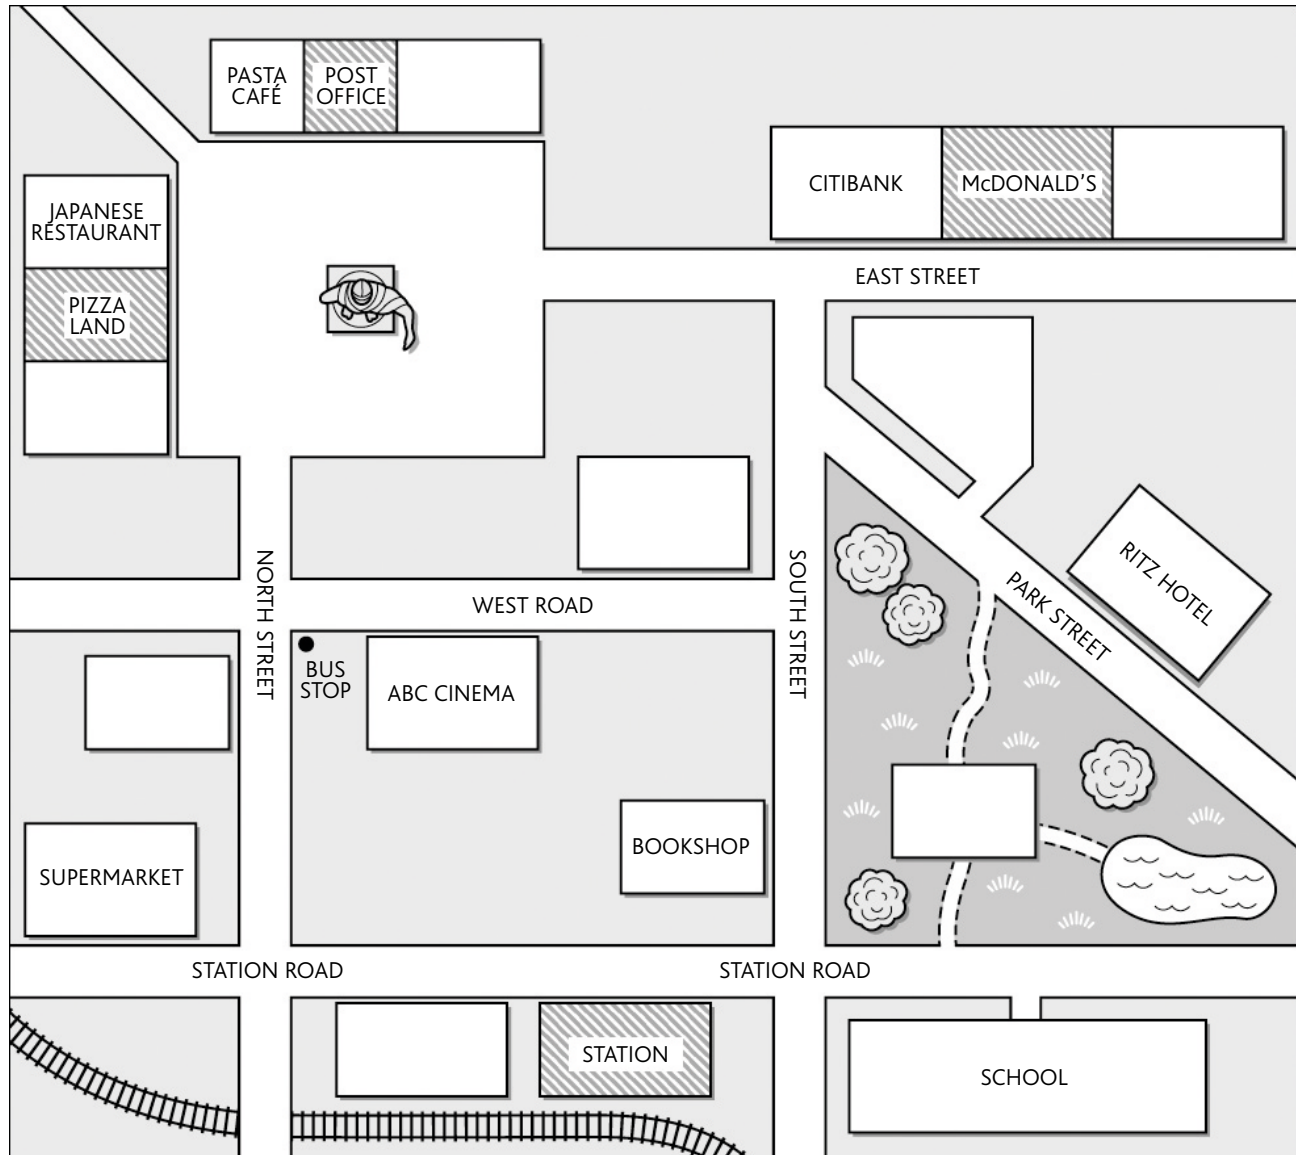 PASTA
CAFÉ
POST
OFFICE
CITIBANK
McDONALD'S
JAPANESE
RESTAURANT
EAST STREET
PIZZA
LAND
NORTH STREET
SOUTH STREET
RITZ HOTEL
PARK STREET
WEST ROAD
BUS
STOP
ABC CINEMA
BOOKSHOP
SUPERMARKET
STATION ROAD
STATION ROAD
STATION
SCHOOL